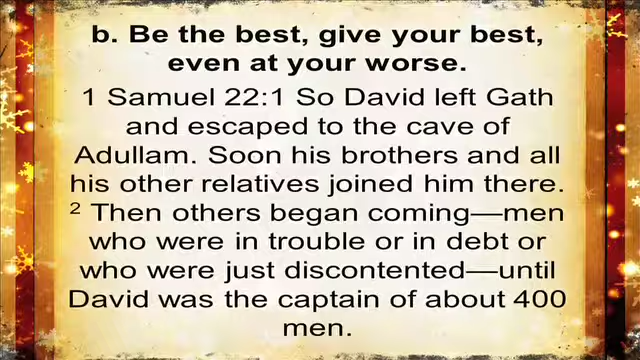 b. Be the best, give your best,
even at your worse.
1 Samuel 22:1 So David left Gath
and escaped to the cave of
Adullam. Soon his brothers and all
his other relatives joined him there.
² Then others began coming—men
who were in trouble or in debt or
who were just discontented—until
David was the captain of about 400
men.